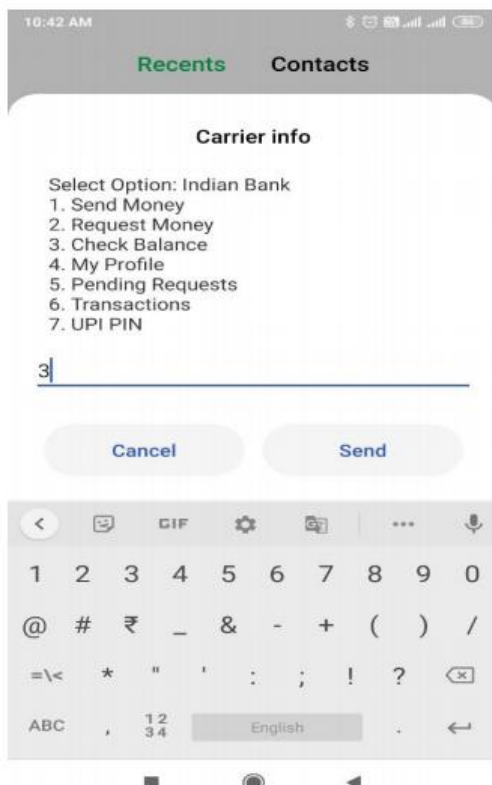 10:42 AM
Recents Contacts
Carrier info
Select Option: Indian Bank
1. Send Money
2. Request Money
3. Check Balance
4. My Profile
5. Pending Requests
6. Transactions
7. UPI PIN
3
Cancel Send
GIF
1 2 3 4 5 6 7 8 9 0
@ # ₹ _ & - + ( ) /
=\< * " ' : ; ! ?
ABC , 12 34 English .